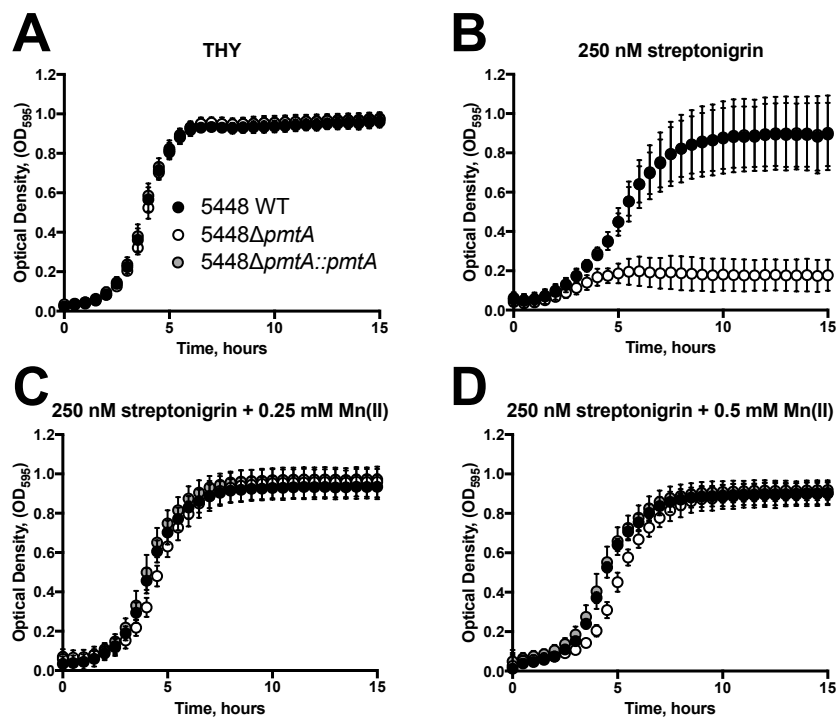 A
THY
Optical Density, (OD595)
1.2
1.0
0.8
0.6
0.4
0.2
0.0
5448 WT
5448ΔpmtA
5448ΔpmtA::pmtA
0 5 10 15
Time, hours
B
250 nM streptonigrin
Optical Density, (OD595)
1.2
1.0
0.8
0.6
0.4
0.2
0.0
0 5 10 15
Time, hours
C
250 nM streptonigrin + 0.25 mM Mn(II)
Optical Density, (OD595)
1.2
1.0
0.8
0.6
0.4
0.2
0.0
0 5 10 15
Time, hours
D
250 nM streptonigrin + 0.5 mM Mn(II)
Optical Density, (OD595)
1.2
1.0
0.8
0.6
0.4
0.2
0.0
0 5 10 15
Time, hours